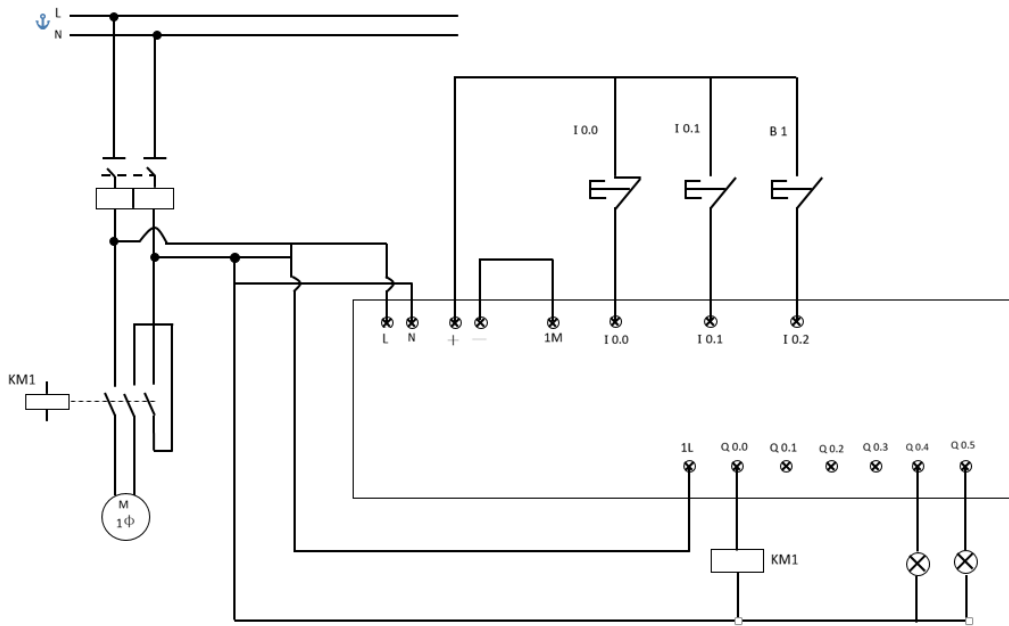 L
N
I 0.0
I 0.1
B 1
L
N
+
—
1M
I 0.0
I 0.1
I 0.2
KM1
1L
Q 0.0
Q 0.1
Q 0.2
Q 0.3
Q 0.4
Q 0.5
M
1ϕ
KM1